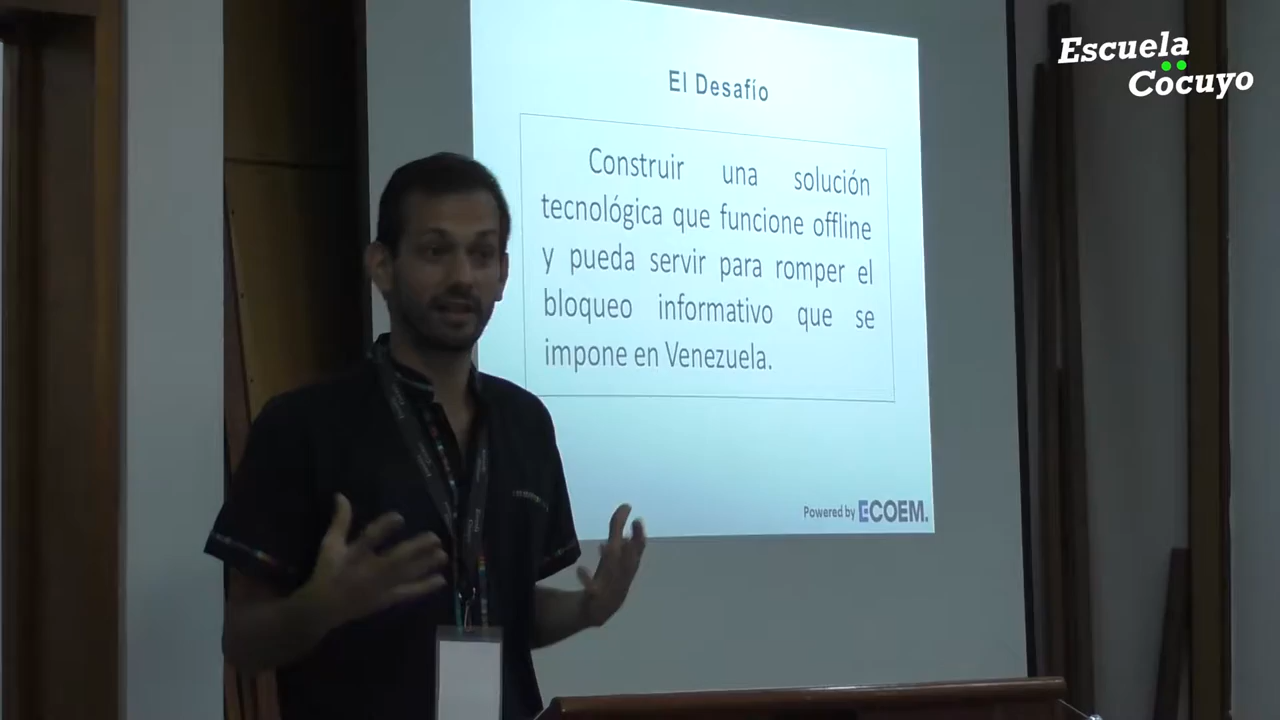 Escuela
Cocuyo
El Desafío
Construir una solución
tecnológica que funcione offline
y pueda servir para romper el
bloqueo informativo que se
impone en Venezuela.
Powered by ECOEM.